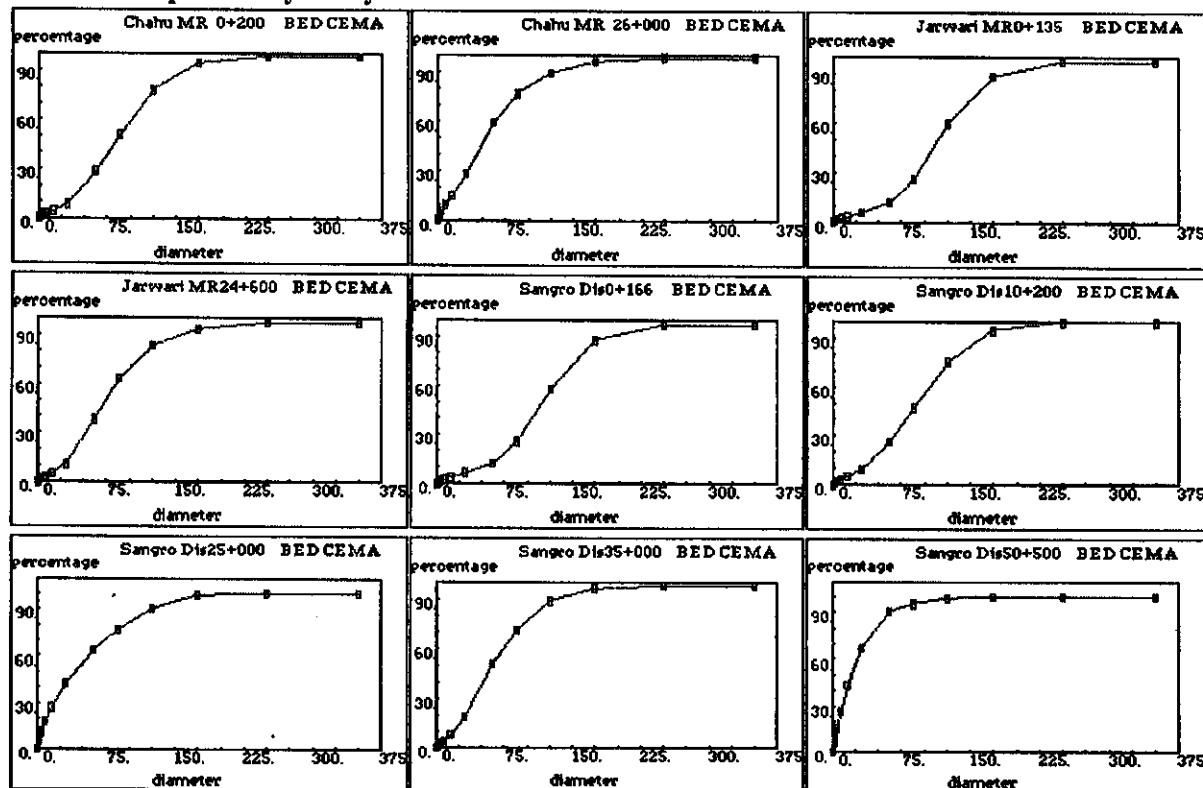 Chahu MR 0+200 BED CEMA
percentage
90.
60.
30.
0.
0. 75. 150. 225. 300. 375
diameter
Chahu MR 26+000 BED CEMA
percentage
90.
60.
30.
0.
0. 75. 150. 225. 300. 375
diameter
Jarwari MR0+135 BED CEMA
percentage
90.
60.
30.
0.
0. 75. 150. 225. 300. 375
diameter
Jarwari MR24+600 BED CEMA
percentage
90.
60.
30.
0.
0. 75. 150. 225. 300. 375
diameter
Sangro Dis0+166 BED CEMA
percentage
90.
60.
30.
0.
0. 75. 150. 225. 300. 375
diameter
Sangro Dis10+200 BED CEMA
percentage
90.
60.
30.
0.
0. 75. 150. 225. 300. 375
diameter
Sangro Dis25+000 BED CEMA
percentage
90.
60.
30.
0.
0. 75. 150. 225. 300. 375
diameter
Sangro Dis35+000 BED CEMA
percentage
90.
60.
30.
0.
0. 75. 150. 225. 300. 375
diameter
Sangro Dis50+500 BED CEMA
percentage
90.
60.
30.
0.
0. 75. 150. 225. 300. 375
diameter